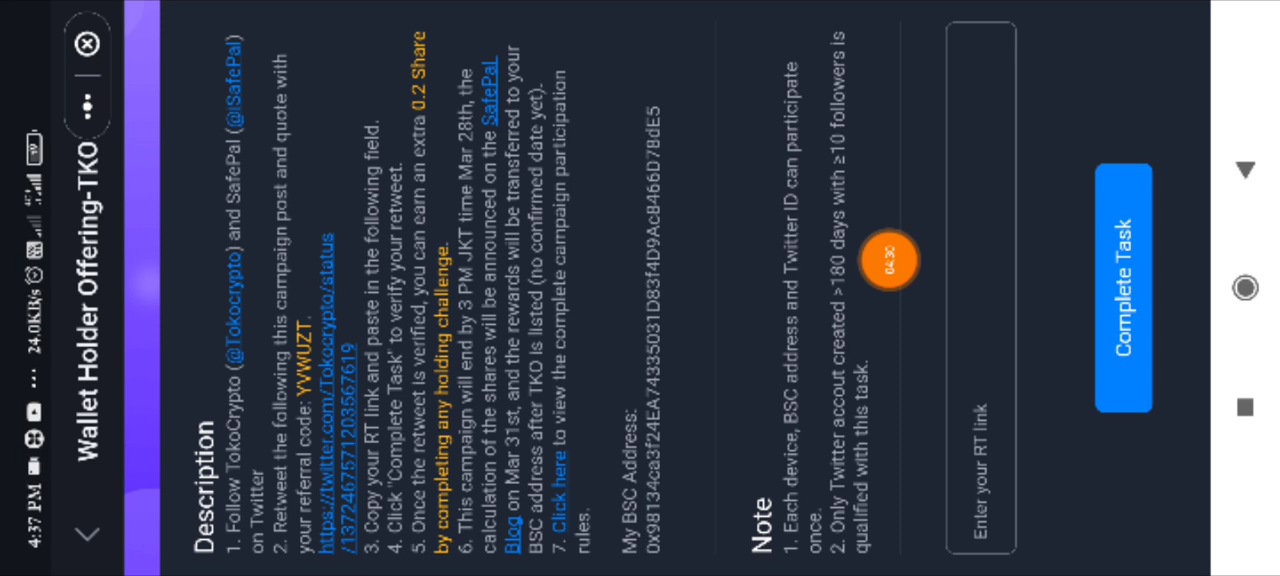 4:37 PM ... 24.0KB/s
Wallet Holder Offering-TKO
Description
1. Follow TokoCrypto (@Tokocrypto) and SafePal (@iSafePal)
on Twitter
2. Retweet the following this campaign post and quote with
your referral code: YVWUZT.
https://twitter.com/Tokocrypto/status
/1372467571203567619
3. Copy your RT link and paste in the following field.
4. Click "Complete Task" to verify your retweet.
5. Once the retweet is verified, you can earn an extra 0.2 Share
by completing any holding challenge.
6. This campaign will end by 3 PM JKT time Mar 28th, the
calculation of the shares will be announced on the SafePal
Blog on Mar 31st, and the rewards will be transferred to your
BSC address after TKO is listed (no confirmed date yet).
7. Click here to view the complete campaign participation
rules.
My BSC Address:
0x98134ca3f24EA74335031D83f4D9Ac8466D78dE5
Note
1. Each device, BSC address and Twitter ID can participate
once.
2. Only Twitter accout created >180 days with ≥10 followers is
qualified with this task.
04:30
Enter your RT link
Complete Task